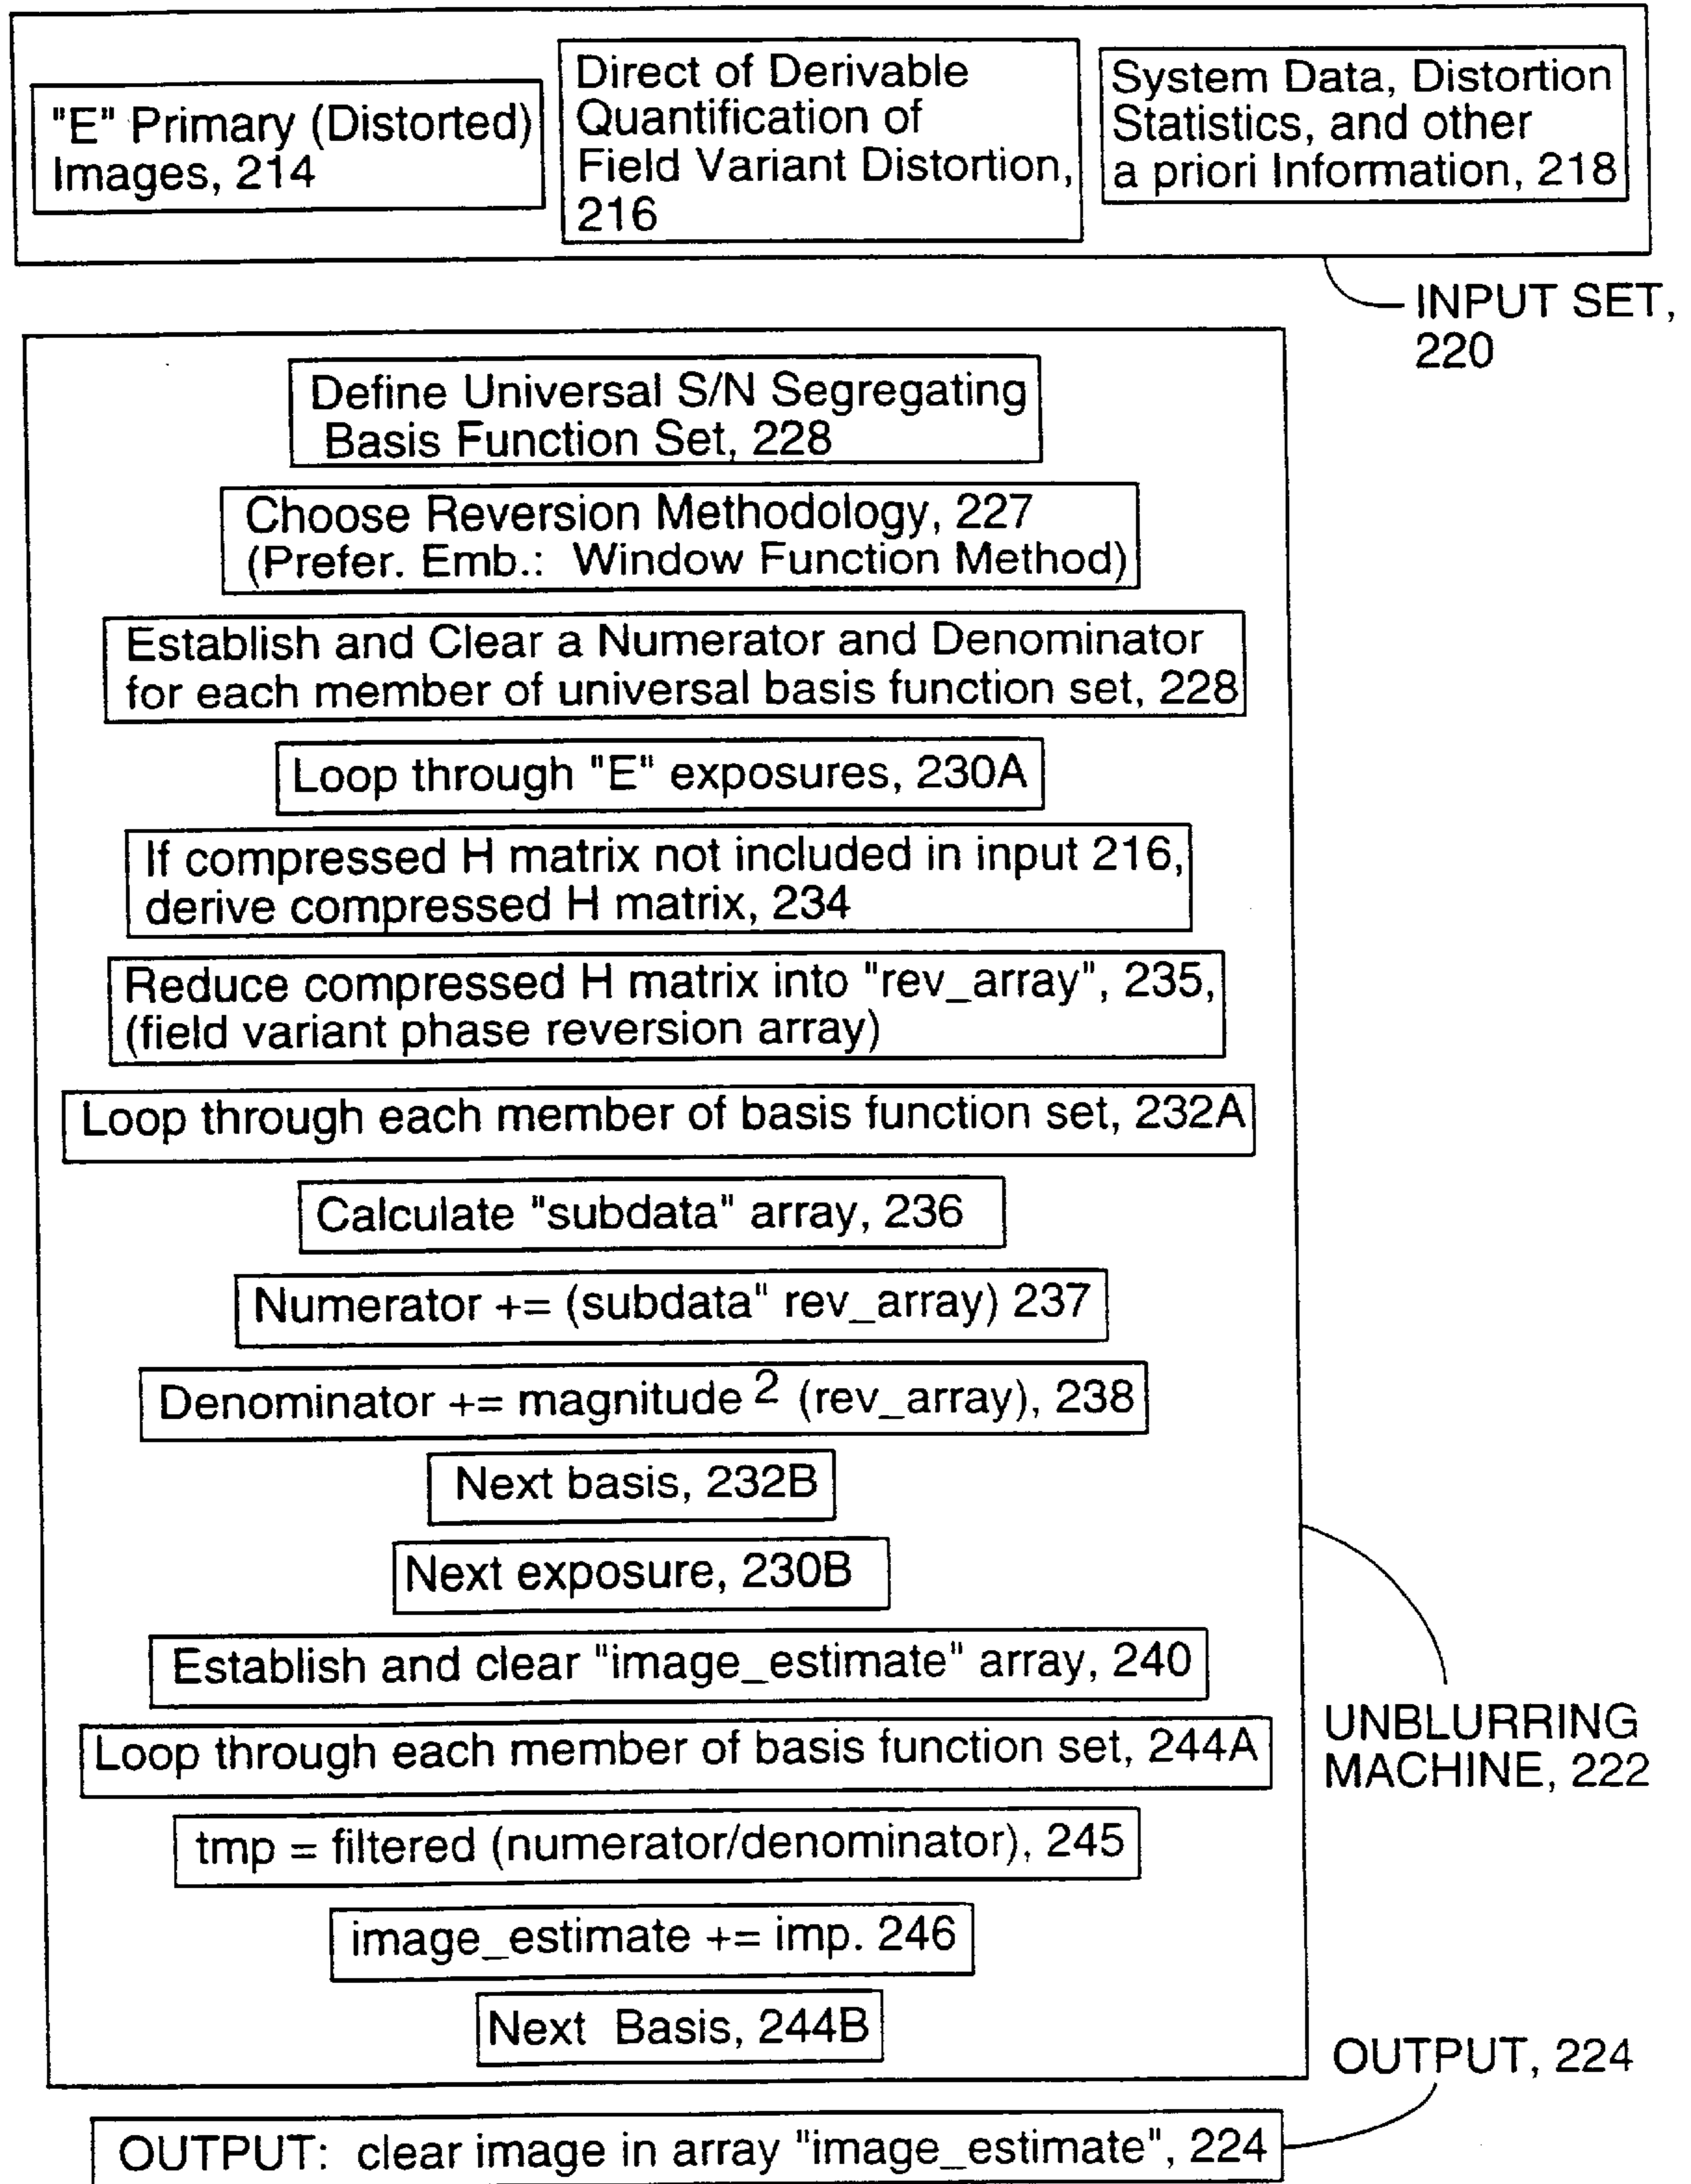 "E" Primary (Distorted)
Images, 214
Direct of Derivable
Quantification of
Field Variant Distortion,
216
System Data, Distortion
Statistics, and other
a priori Information, 218
INPUT SET,
220
Define Universal S/N Segregating
Basis Function Set, 228
Choose Reversion Methodology, 227
(Prefer. Emb.: Window Function Method)
Establish and Clear a Numerator and Denominator
for each member of universal basis function set, 228
Loop through "E" exposures, 230A
If compressed H matrix not included in input 216,
derive compressed H matrix, 234
Reduce compressed H matrix into "rev_array", 235,
(field variant phase reversion array)
Loop through each member of basis function set, 232A
Calculate "subdata" array, 236
Numerator += (subdata" rev_array) 237
Denominator += magnitude 2 (rev_array), 238
Next basis, 232B
Next exposure, 230B
Establish and clear "image_estimate" array, 240
Loop through each member of basis function set, 244A
tmp = filtered (numerator/denominator), 245
image_estimate += imp. 246
Next Basis, 244B
UNBLURRING
MACHINE, 222
OUTPUT, 224
OUTPUT: clear image in array "image_estimate", 224